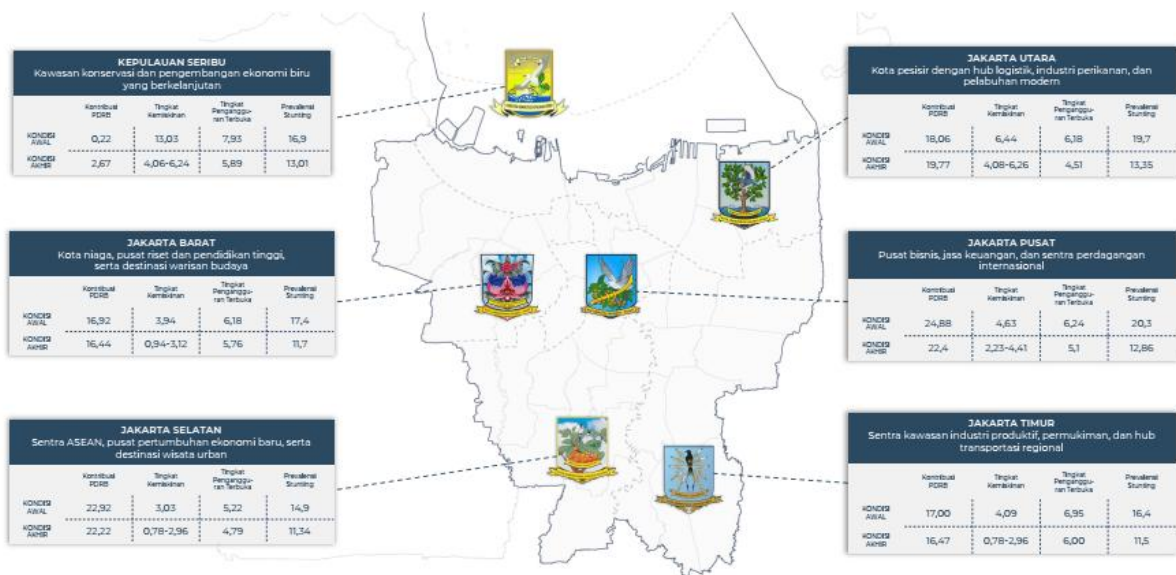 KEPULAUAN SERIBU
Kawasan konservasi dan pengembangan ekonomi biru
yang berkelanjutan
Kontribusi PDRB Tingkat Kemiskinan Tingkat Penganggu-ran Terbuka Prevalensi Stunting
KONDISI AWAL 0,22 13,03 7,93 16,9
KONDISI AKHIR 2,67 4,06-6,24 5,89 13,01
JAKARTA BARAT
Kota niaga, pusat riset dan pendidikan tinggi,
serta destinasi warisan budaya
Kontribusi PDRB Tingkat Kemiskinan Tingkat Penganggu-ran Terbuka Prevalensi Stunting
KONDISI AWAL 16,92 3,94 6,18 17,4
KONDISI AKHIR 16,44 0,94-3,12 5,76 11,7
JAKARTA SELATAN
Sentra ASEAN, pusat pertumbuhan ekonomi baru, serta
destinasi wisata urban
Kontribusi PDRB Tingkat Kemiskinan Tingkat Penganggu-ran Terbuka Prevalensi Stunting
KONDISI AWAL 22,92 3,03 5,22 14,9
KONDISI AKHIR 22,22 0,78-2,96 4,79 11,34
JAKARTA UTARA
Kota pesisir dengan hub logistik, industri perikanan, dan
pelabuhan modern
Kontribusi PDRB Tingkat Kemiskinan Tingkat Penganggu-ran Terbuka Prevalensi Stunting
KONDISI AWAL 18,06 6,44 6,18 19,7
KONDISI AKHIR 19,77 4,08-6,26 4,51 13,35
JAKARTA PUSAT
Pusat bisnis, jasa keuangan, dan sentra perdagangan
internasional
Kontribusi PDRB Tingkat Kemiskinan Tingkat Penganggu-ran Terbuka Prevalensi Stunting
KONDISI AWAL 24,88 4,63 6,24 20,3
KONDISI AKHIR 22,4 2,23-4,41 5,1 12,86
JAKARTA TIMUR
Sentra kawasan industri produktif, permukiman, dan hub
transportasi regional
Kontribusi PDRB Tingkat Kemiskinan Tingkat Penganggu-ran Terbuka Prevalensi Stunting
KONDISI AWAL 17,00 4,09 6,95 16,4
KONDISI AKHIR 16,47 0,78-2,96 6,00 11,5